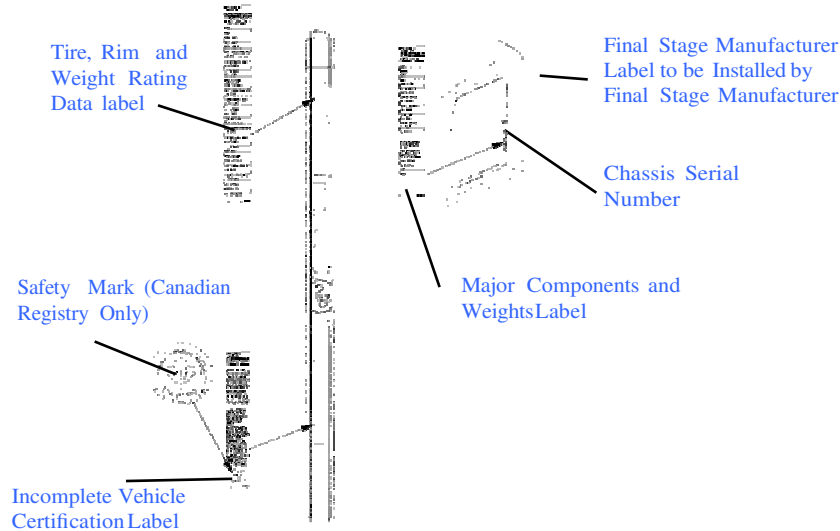 Tire, Rim and
Weight Rating
Data label
Final Stage Manufacturer
Label to be Installed by
Final Stage Manufacturer
Chassis Serial
Number
Safety Mark (Canadian
Registry Only)
Major Components and
WeightsLabel
Incomplete Vehicle
CertificationLabel